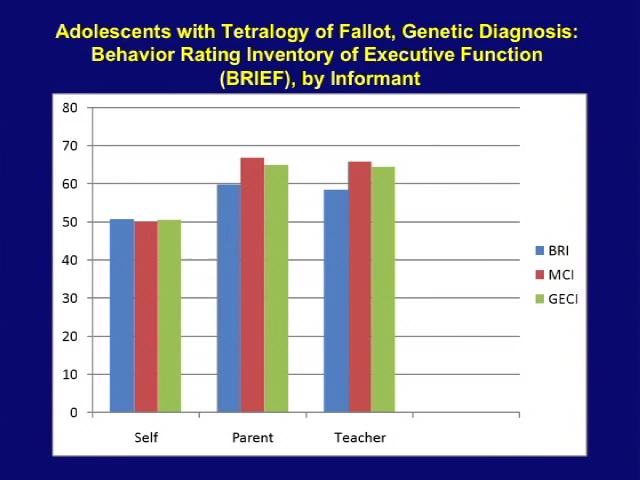 Adolescents with Tetralogy of Fallot, Genetic Diagnosis:
Behavior Rating Inventory of Executive Function
(BRIEF), by Informant
80
70
60
50
40
30
20
10
0
Self Parent Teacher
BRI
MCI
GECI